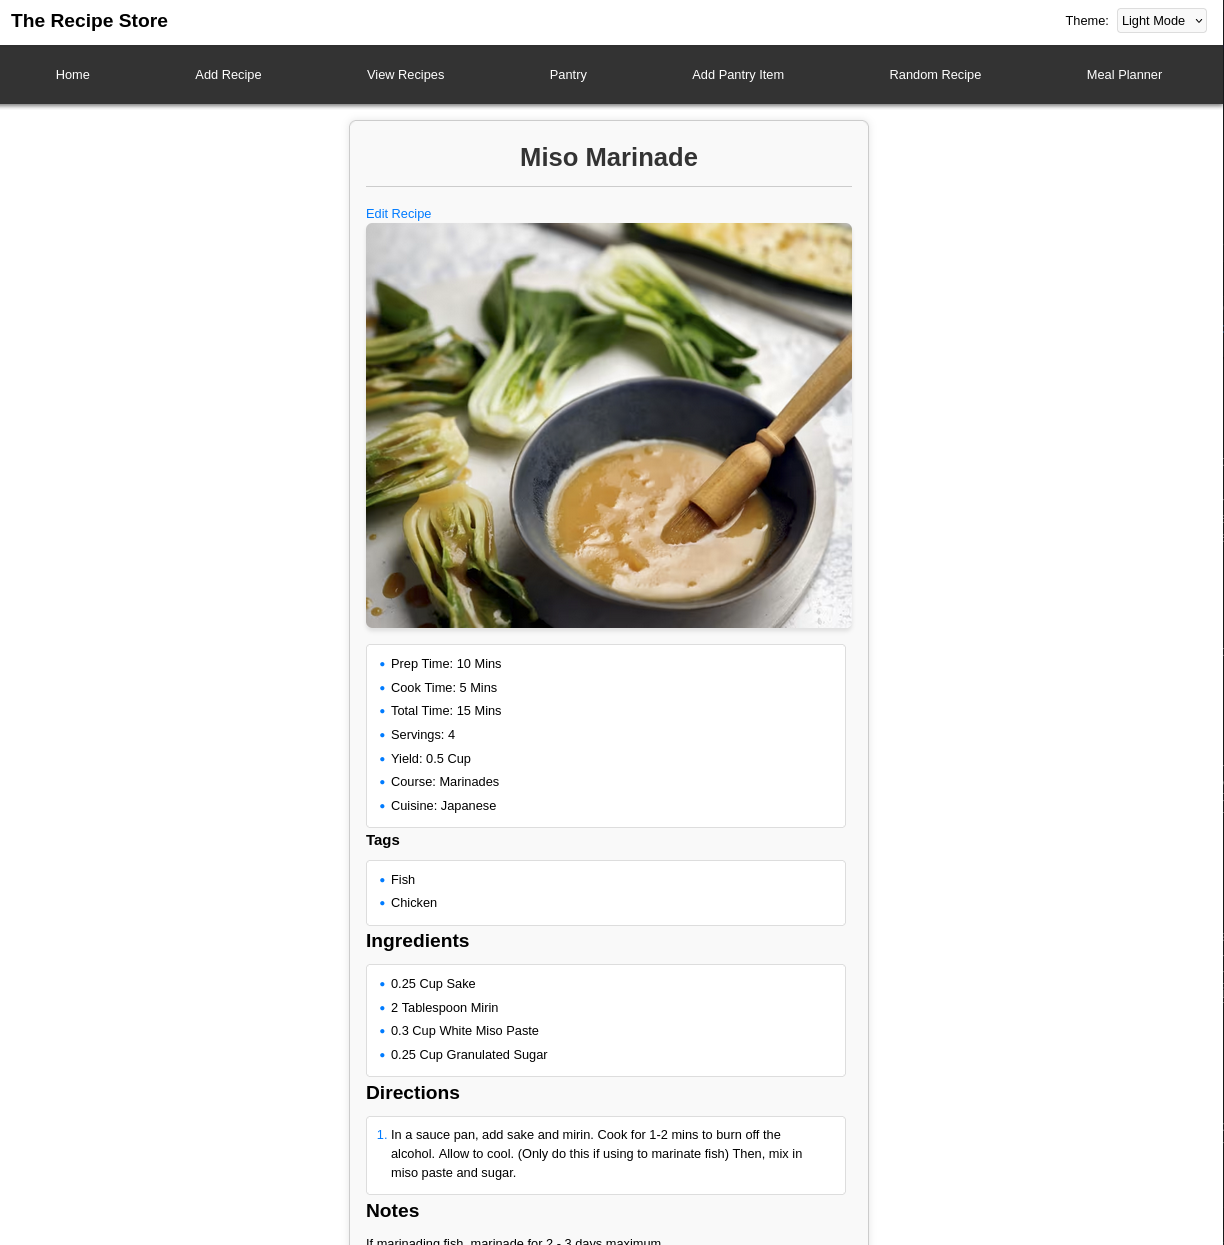 The Recipe Store
Theme: Light Mode
Home Add Recipe View Recipes Pantry Add Pantry Item Random Recipe Meal Planner
Miso Marinade
Edit Recipe
Prep Time: 10 Mins
Cook Time: 5 Mins
Total Time: 15 Mins
Servings: 4
Yield: 0.5 Cup
Course: Marinades
Cuisine: Japanese
Tags
Fish
Chicken
Ingredients
0.25 Cup Sake
2 Tablespoon Mirin
0.3 Cup White Miso Paste
0.25 Cup Granulated Sugar
Directions
1. In a sauce pan, add sake and mirin. Cook for 1-2 mins to burn off the
alcohol. Allow to cool. (Only do this if using to marinate fish) Then, mix in
miso paste and sugar.
Notes
If marinading fish, marinade for 2 - 3 days maximum